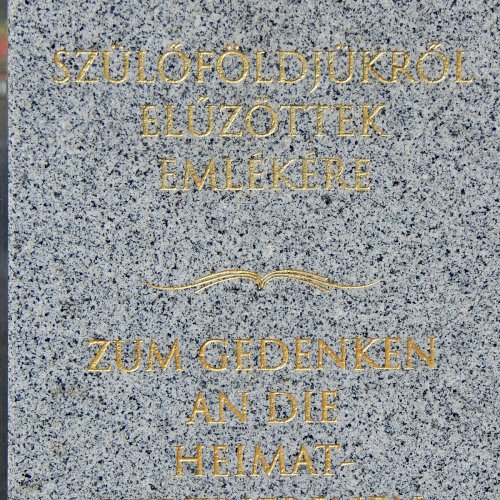 SZÜLŐFÖLDJÜKRŐL
ELŰZÖTTEK
EMLÉKÉRE
ZUM GEDENKEN
AN DIE
HEIMAT-